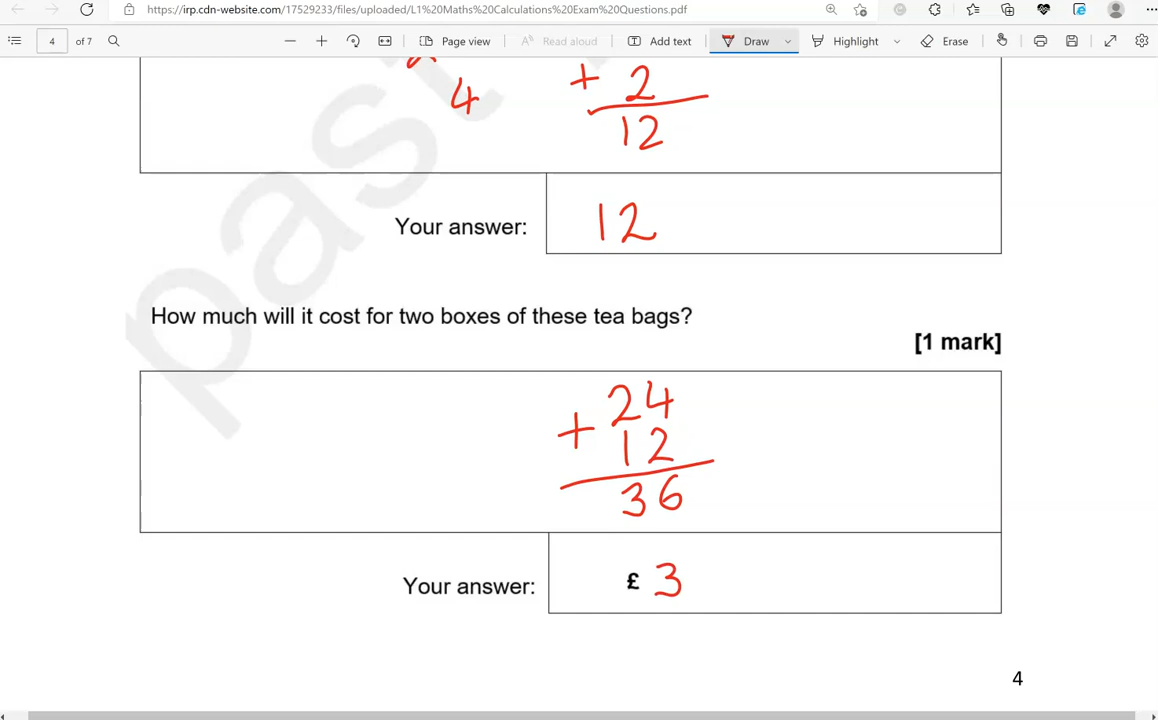 https://irp.cdn-website.com/17529233/files/uploaded/L1%20Maths%20Calculations%20Exam%20Questions.pdf
4 of 7
Page view
Read aloud
Add text
Draw
Highlight
Erase
4
+ 2
12
past
Your answer: 12
How much will it cost for two boxes of these tea bags?
[1 mark]
24
+ 12
36
Your answer: £ 3
4